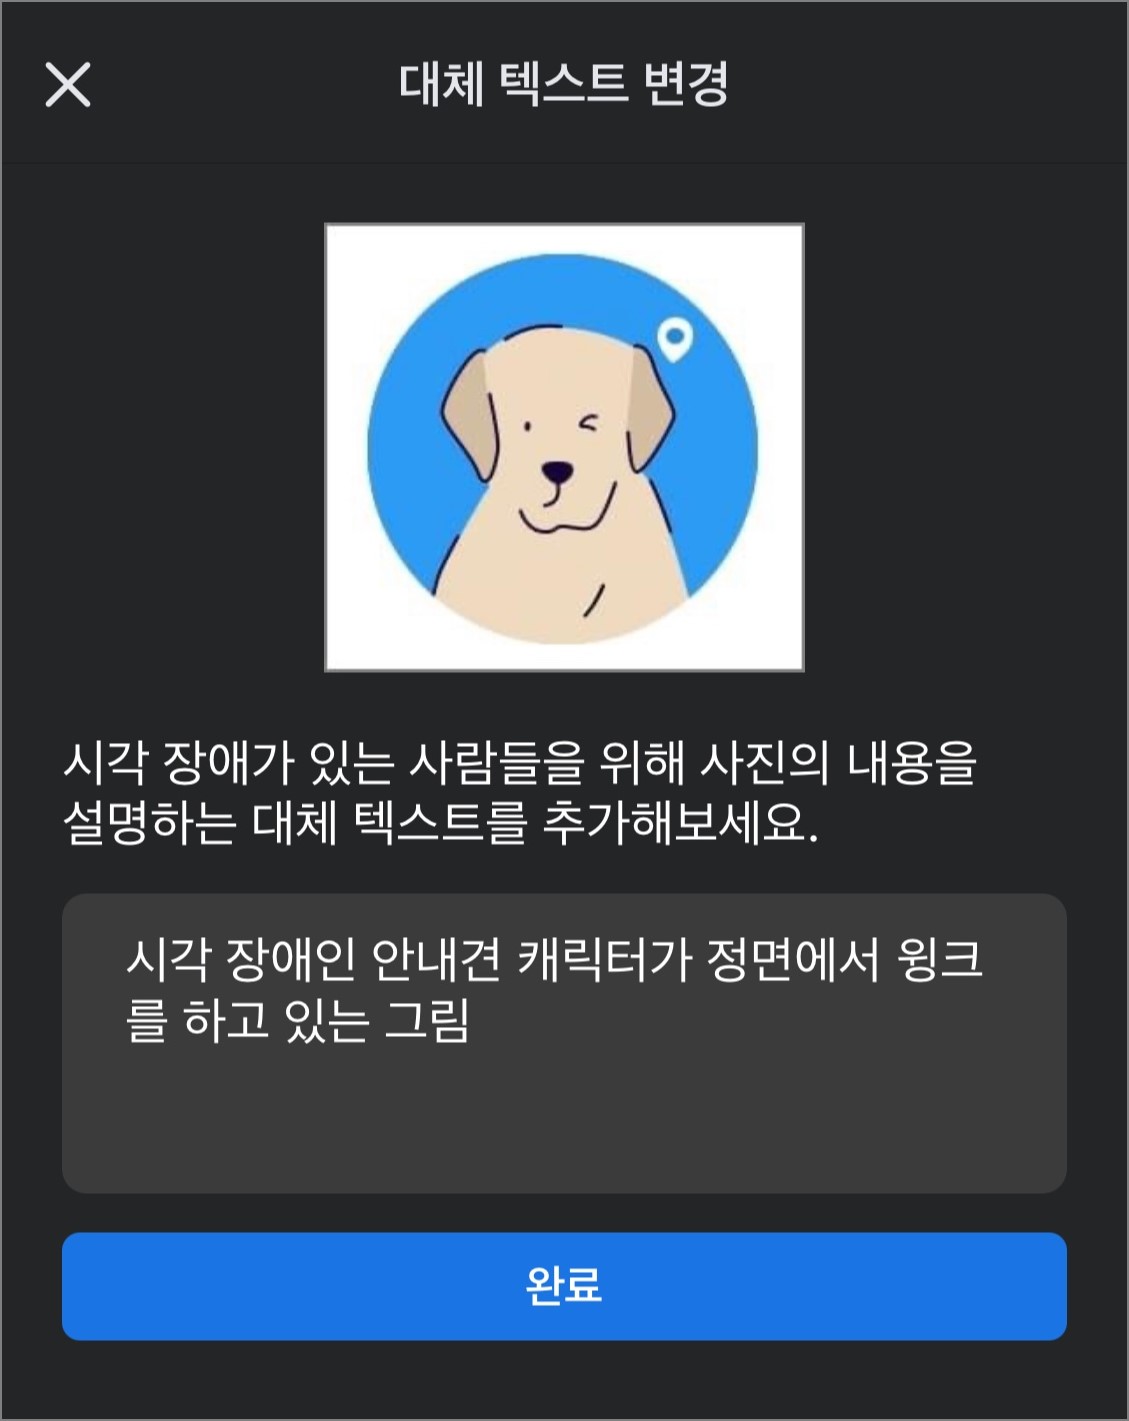 대체 텍스트 변경
시각 장애가 있는 사람들을 위해 사진의 내용을
설명하는 대체 텍스트를 추가해보세요.
시각 장애인 안내견 캐릭터가 정면에서 윙크
를 하고 있는 그림
완료